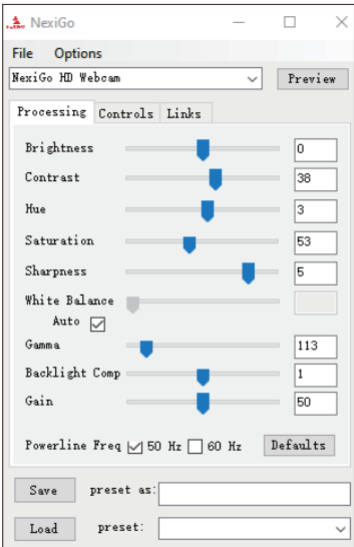 NexiGo
File Options
NexiGo HD Webcam Preview
Processing Controls Links
Brightness 0
Contrast 38
Hue 3
Saturation 53
Sharpness 5
White Balance
Auto
Gamma 113
Backlight Comp 1
Gain 50
Powerline Freq 50 Hz 60 Hz Defaults
Save preset as:
Load preset: